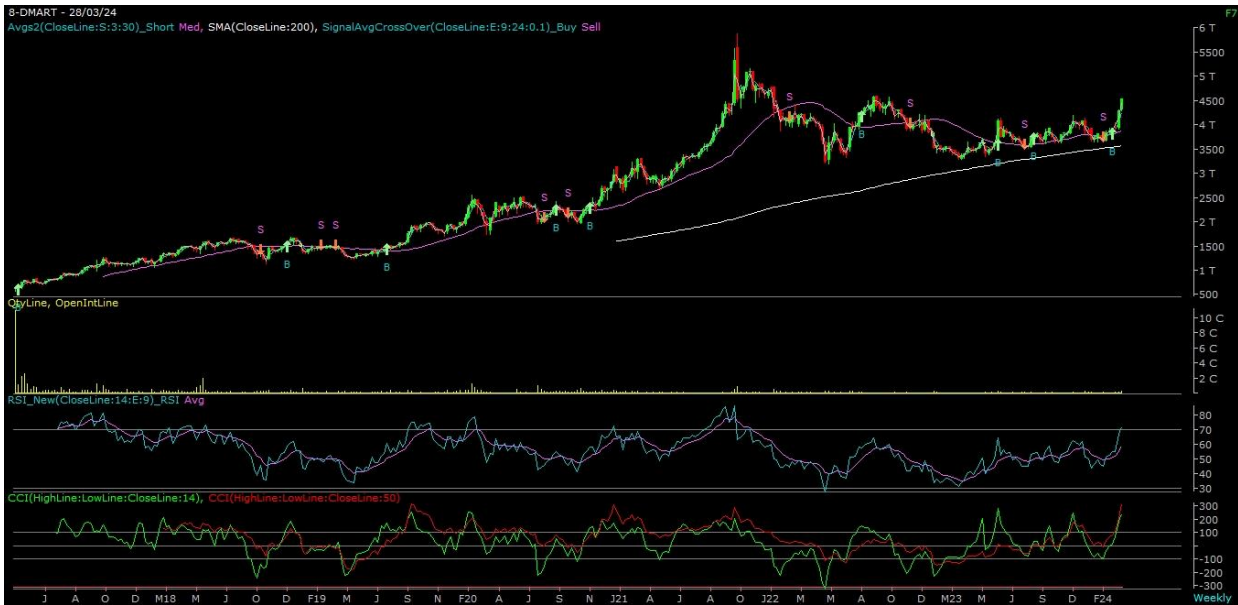 8-DMART - 28/03/24
F7
Avgs2(CloseLine:S:3:30)_Short Med, SMA(CloseLine:200), SignalAvgCrossOver(CloseLine:E:9:24:0.1)_Buy Sell
6 T
5500
5 T
4500
4 T
3500
3 T
2500
2 T
1500
1 T
500
S
S
S
S
S
S
S
S
S
B
B
B
B
B
B
B
B
QtyLine, OpenIntLine
10 C
8 C
6 C
4 C
2 C
RSI_New(CloseLine:14:E:9)_RSI Avg
80
70
60
50
40
30
CCI(HighLine:LowLine:CloseLine:14), CCI(HighLine:LowLine:CloseLine:50)
300
200
100
0
-100
-200
-300
J A O D M18 M J O D F19 M J S N F20 A J S N J21 A J A O J22 M M A O D M23 M J S D F24
Weekly